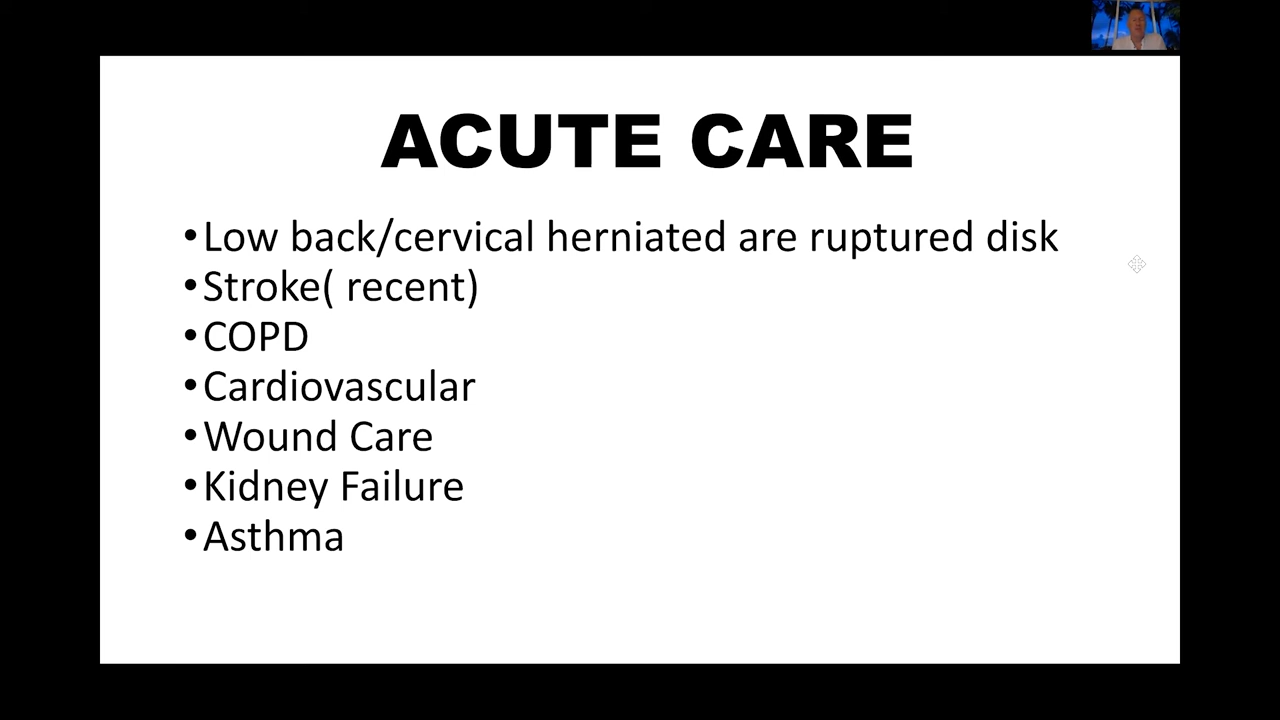 ACUTE CARE
•Low back/cervical herniated are ruptured disk
•Stroke( recent)
•COPD
•Cardiovascular
•Wound Care
•Kidney Failure
•Asthma